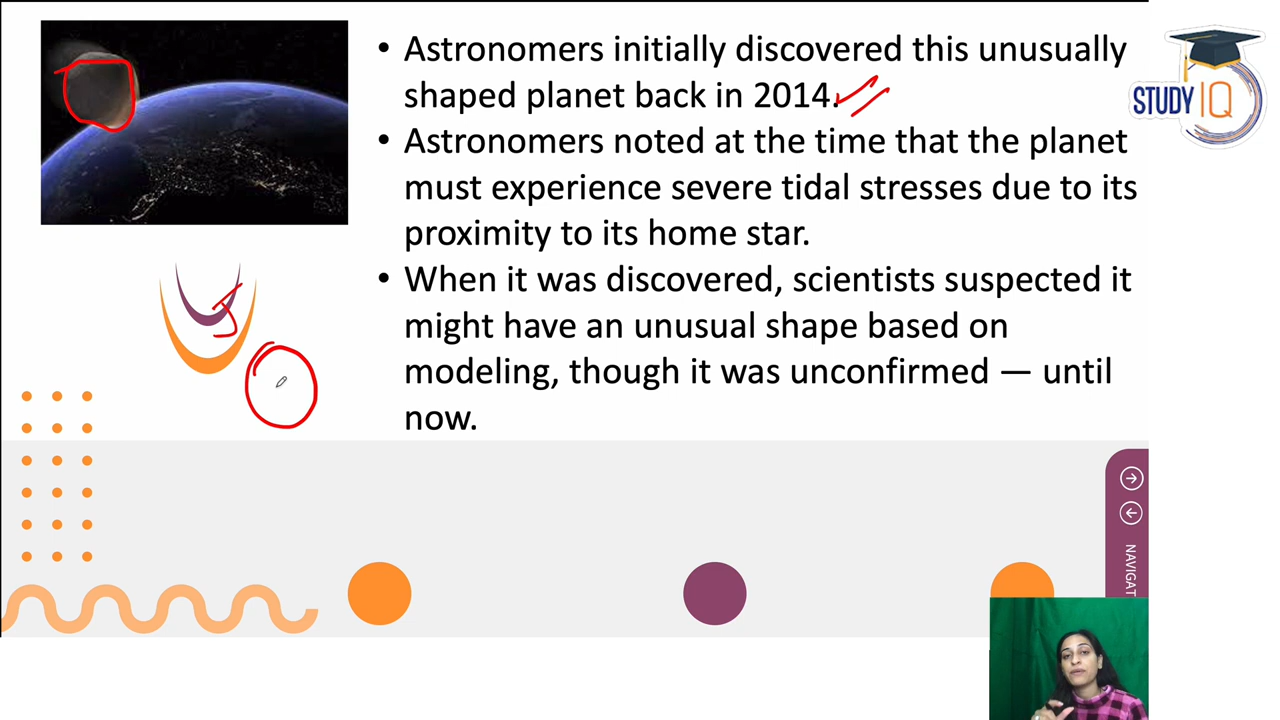 • Astronomers initially discovered this unusually
shaped planet back in 2014.
• Astronomers noted at the time that the planet
must experience severe tidal stresses due to its
proximity to its home star.
• When it was discovered, scientists suspected it
might have an unusual shape based on
modeling, though it was unconfirmed — until
now.
STUDY IQ
NAVIGAT